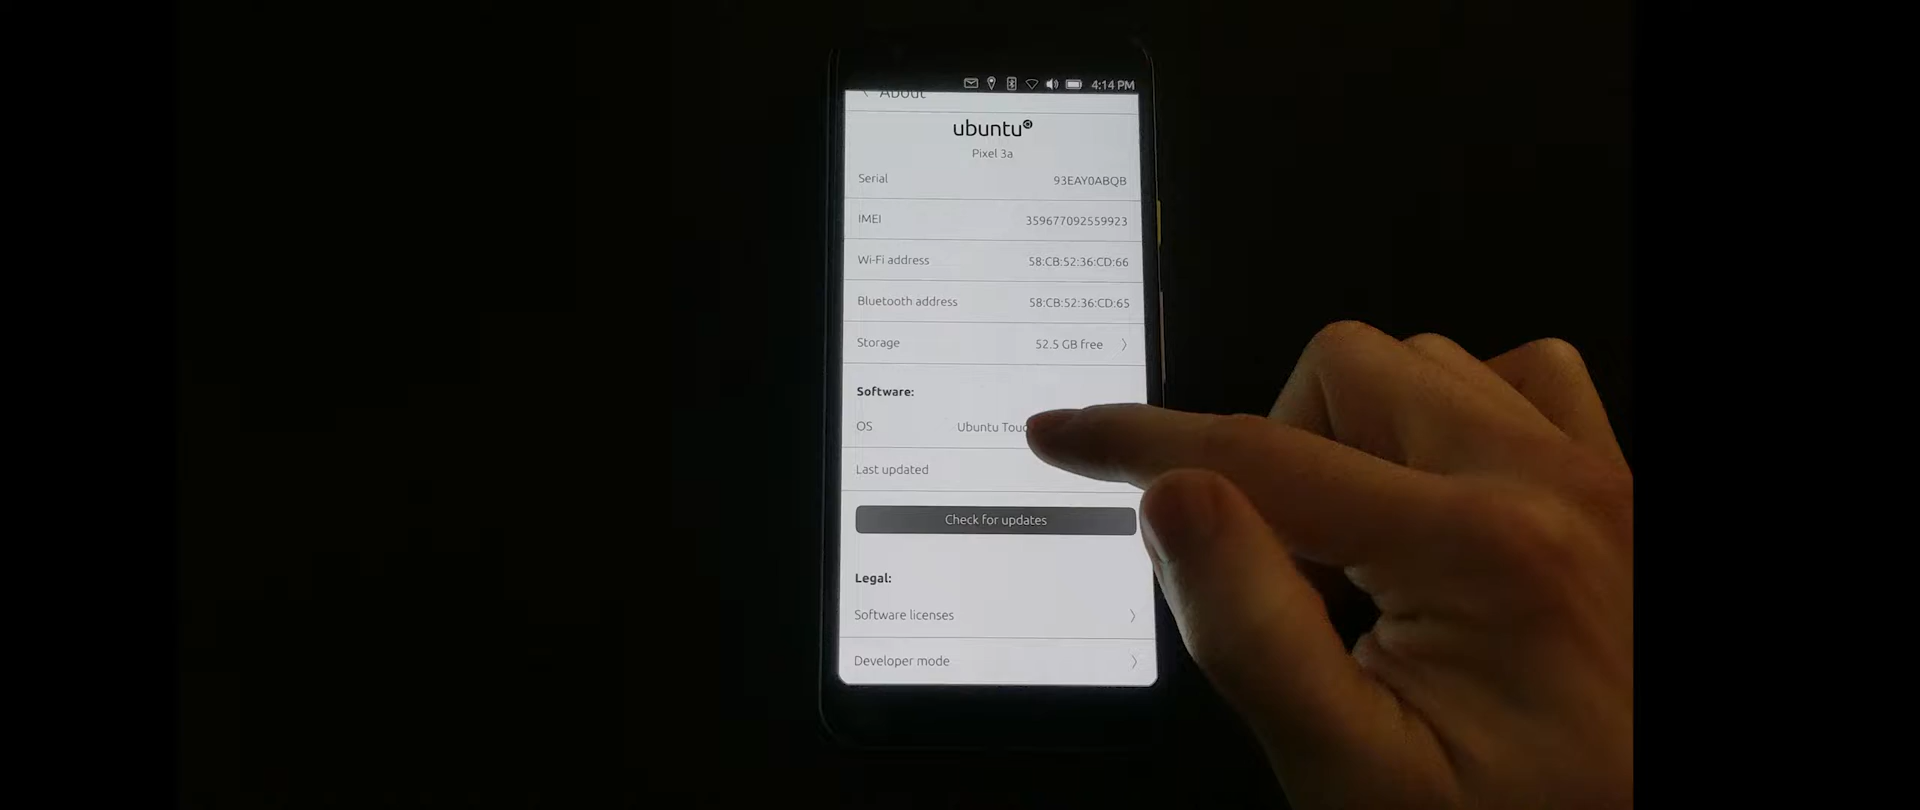 4:14 PM
About
ubuntu
Pixel 3a
Serial 93EAY0ABQB
IMEI 359677092559923
Wi-Fi address 58:CB:52:36:CD:66
Bluetooth address 58:CB:52:36:CD:65
Storage 52.5 GB free
Software:
OS Ubuntu
Last updated
Check for updates
Legal:
Software licenses
Developer mode